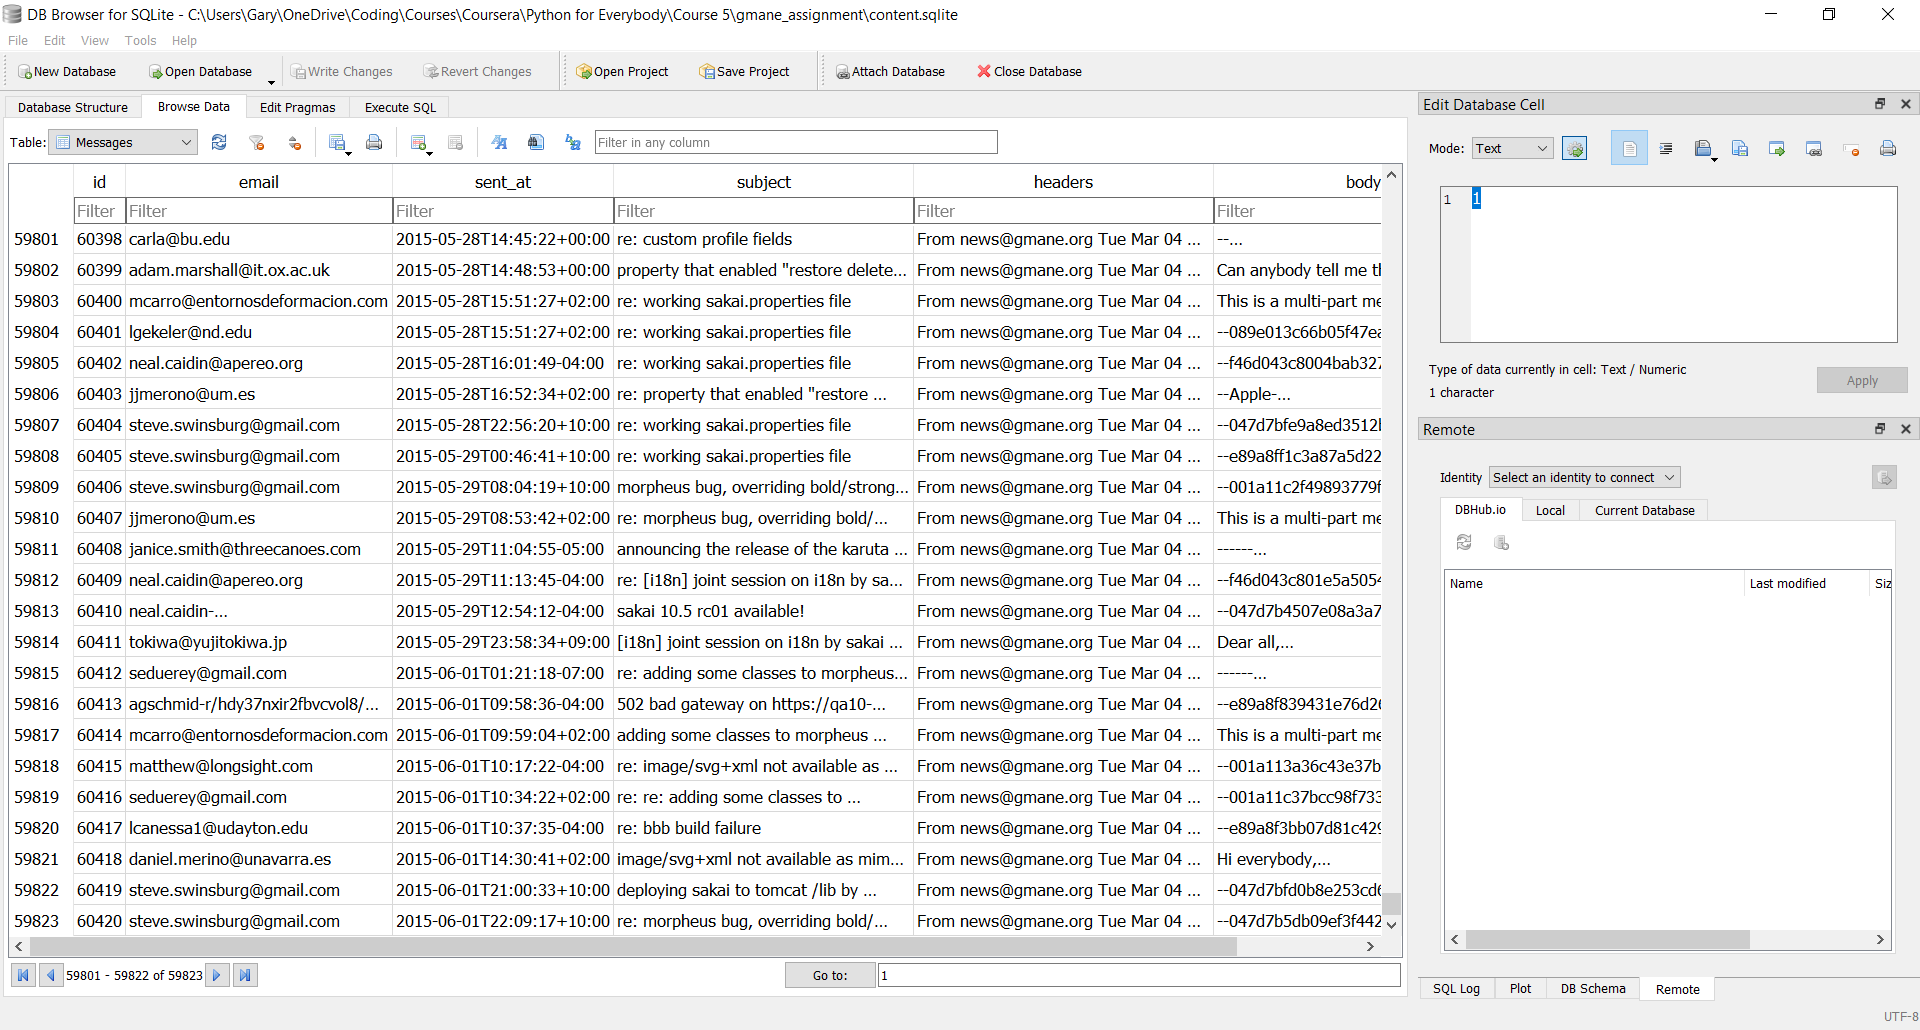 DB Browser for SQLite - C:\Users\Gary\OneDrive\Coding\Courses\Coursera\Python for Everybody\Course 5\gmane_assignment\content.sqlite
File Edit View Tools Help
New Database Open Database Write Changes Revert Changes Open Project Save Project Attach Database Close Database
Database Structure Browse Data Edit Pragmas Execute SQL
Table: Messages Filter in any column
id email sent_at subject headers body
Filter Filter Filter Filter Filter Filter
59801 60398 carla@bu.edu 2015-05-28T14:45:22+00:00 re: custom profile fields From news@gmane.org Tue Mar 04 ... --...
59802 60399 adam.marshall@it.ox.ac.uk 2015-05-28T14:48:53+00:00 property that enabled "restore delete... From news@gmane.org Tue Mar 04 ... Can anybody tell me th
59803 60400 mcarro@entornosdeformacion.com 2015-05-28T15:51:27+02:00 re: working sakai.properties file From news@gmane.org Tue Mar 04 ... This is a multi-part me
59804 60401 lgekeler@nd.edu 2015-05-28T15:51:27+02:00 re: working sakai.properties file From news@gmane.org Tue Mar 04 ... --089e013c66b05f47ea
59805 60402 neal.caidin@apereo.org 2015-05-28T16:01:49-04:00 re: working sakai.properties file From news@gmane.org Tue Mar 04 ... --f46d043c8004bab327
59806 60403 jjmerono@um.es 2015-05-28T16:52:34+02:00 re: property that enabled "restore ... From news@gmane.org Tue Mar 04 ... --Apple-...
59807 60404 steve.swinsburg@gmail.com 2015-05-28T22:56:20+10:00 re: working sakai.properties file From news@gmane.org Tue Mar 04 ... --047d7bfe9a8ed3512b
59808 60405 steve.swinsburg@gmail.com 2015-05-29T00:46:41+10:00 re: working sakai.properties file From news@gmane.org Tue Mar 04 ... --e89a8ff1c3a87a5d22
59809 60406 steve.swinsburg@gmail.com 2015-05-29T08:04:19+10:00 morpheus bug, overriding bold/strong... From news@gmane.org Tue Mar 04 ... --001a11c2f49893779f
59810 60407 jjmerono@um.es 2015-05-29T08:53:42+02:00 re: morpheus bug, overriding bold/... From news@gmane.org Tue Mar 04 ... This is a multi-part me
59811 60408 janice.smith@threecanoes.com 2015-05-29T11:04:55-05:00 announcing the release of the karuta ... From news@gmane.org Tue Mar 04 ... ------...
59812 60409 neal.caidin@apereo.org 2015-05-29T11:13:45-04:00 re: [i18n] joint session on i18n by sa... From news@gmane.org Tue Mar 04 ... --f46d043c801e5a5054
59813 60410 neal.caidin-... 2015-05-29T12:54:12-04:00 sakai 10.5 rc01 available! From news@gmane.org Tue Mar 04 ... --047d7b4507e08a3a7
59814 60411 tokiwa@yujitokiwa.jp 2015-05-29T23:58:34+09:00 [i18n] joint session on i18n by sakai ... From news@gmane.org Tue Mar 04 ... Dear all,...
59815 60412 seduerey@gmail.com 2015-06-01T01:21:18-07:00 re: adding some classes to morpheus... From news@gmane.org Tue Mar 04 ... ------...
59816 60413 agschmid-r/hdy37nxir2fbvcvol8/... 2015-06-01T09:58:36-04:00 502 bad gateway on https://qa10-... From news@gmane.org Tue Mar 04 ... --e89a8f839431e76d26
59817 60414 mcarro@entornosdeformacion.com 2015-06-01T09:59:04+02:00 adding some classes to morpheus ... From news@gmane.org Tue Mar 04 ... This is a multi-part me
59818 60415 matthew@longsight.com 2015-06-01T10:17:22-04:00 re: image/svg+xml not available as ... From news@gmane.org Tue Mar 04 ... --001a113a36c43e37b
59819 60416 seduerey@gmail.com 2015-06-01T10:34:22+02:00 re: re: adding some classes to ... From news@gmane.org Tue Mar 04 ... --001a11c37bcc98f733
59820 60417 lcanessa1@udayton.edu 2015-06-01T10:37:35-04:00 re: bbb build failure From news@gmane.org Tue Mar 04 ... --e89a8f3bb07d81c429
59821 60418 daniel.merino@unavarra.es 2015-06-01T14:30:41+02:00 image/svg+xml not available as mim... From news@gmane.org Tue Mar 04 ... Hi everybody,...
59822 60419 steve.swinsburg@gmail.com 2015-06-01T21:00:33+10:00 deploying sakai to tomcat /lib by ... From news@gmane.org Tue Mar 04 ... --047d7bfd0b8e253cd6
59823 60420 steve.swinsburg@gmail.com 2015-06-01T22:09:17+10:00 re: morpheus bug, overriding bold/... From news@gmane.org Tue Mar 04 ... --047d7b5db09ef3f442
59801 - 59822 of 59823 Go to: 1
Edit Database Cell
Mode: Text
1 1
Type of data currently in cell: Text / Numeric
1 character
Apply
Remote
Identity Select an identity to connect
DBHub.io Local Current Database
Name Last modified Siz
SQL Log Plot DB Schema Remote
UTF-8